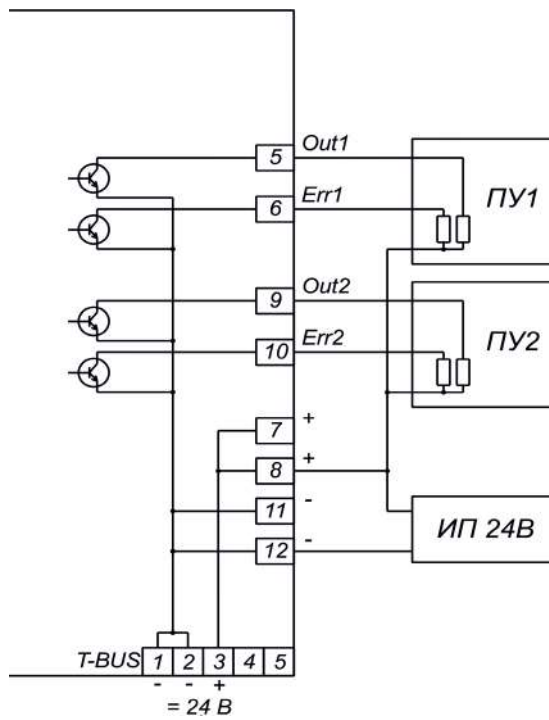 5 Out1
6 Err1
ПУ1
9 Out2
10 Err2
ПУ2
7 +
8 +
11 -
12 -
ИП 24В
T-BUS 1 2 3 4 5
- - +
= 24 В